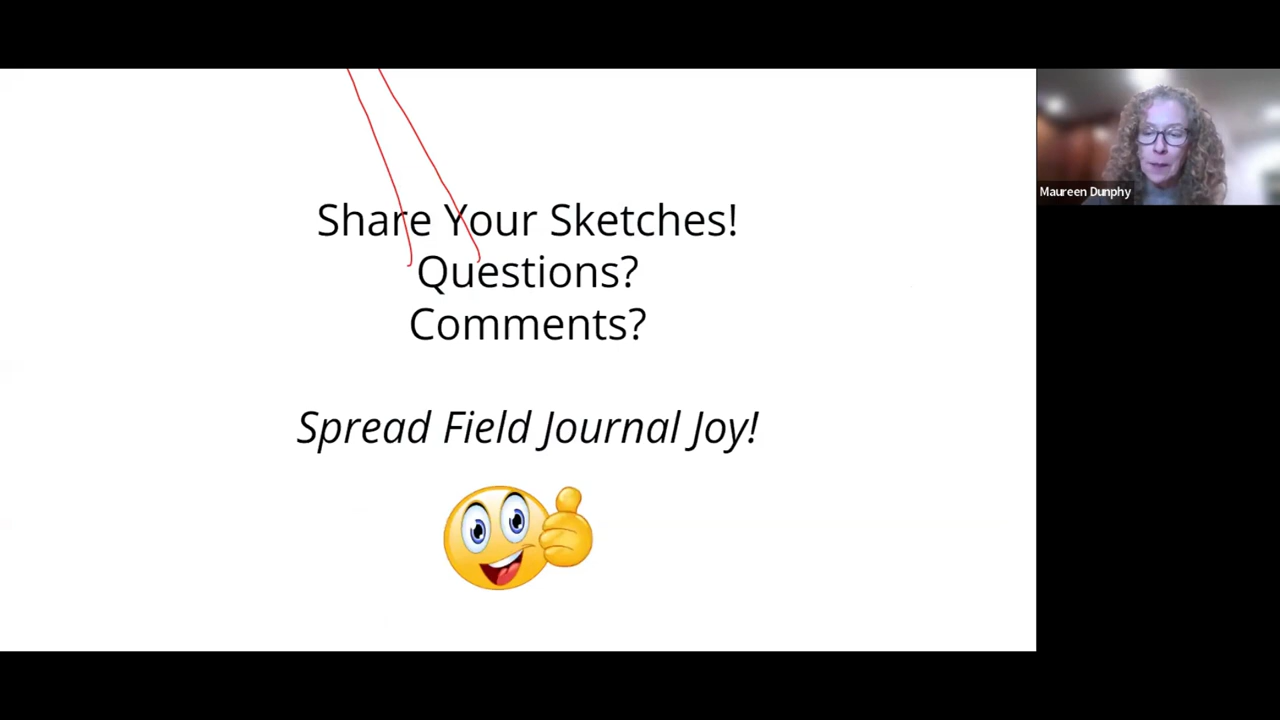 Share Your Sketches!
Questions?
Comments?
Spread Field Journal Joy!
Maureen Dunphy